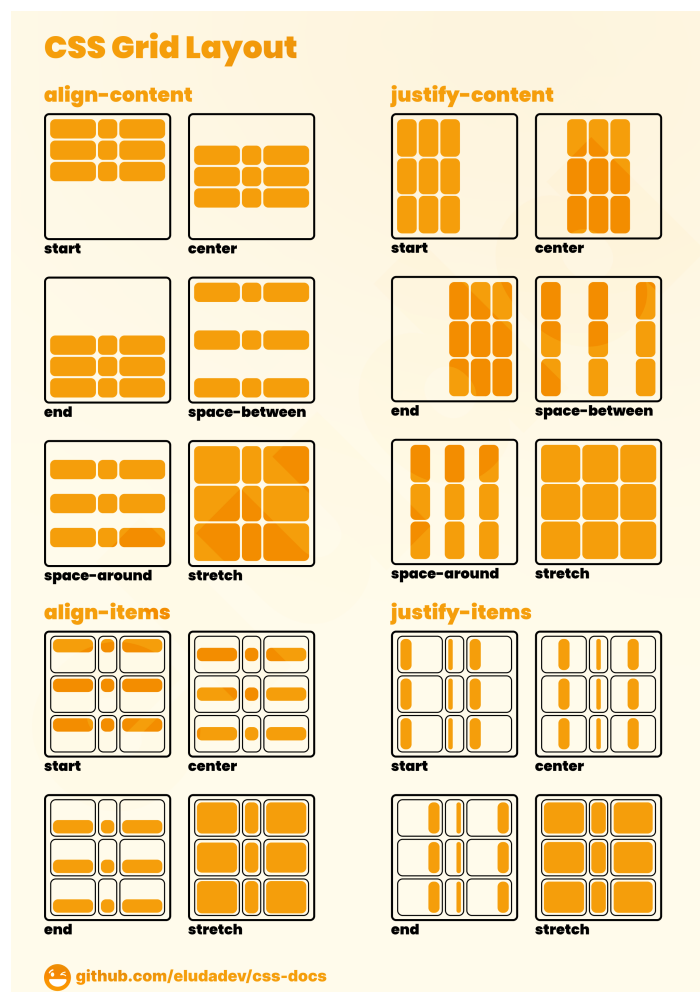 CSS Grid Layout
align-content
start
center
end
space-between
space-around
stretch
justify-content
start
center
end
space-between
space-around
stretch
align-items
start
center
end
stretch
justify-items
start
center
end
stretch
github.com/eludadev/css-docs